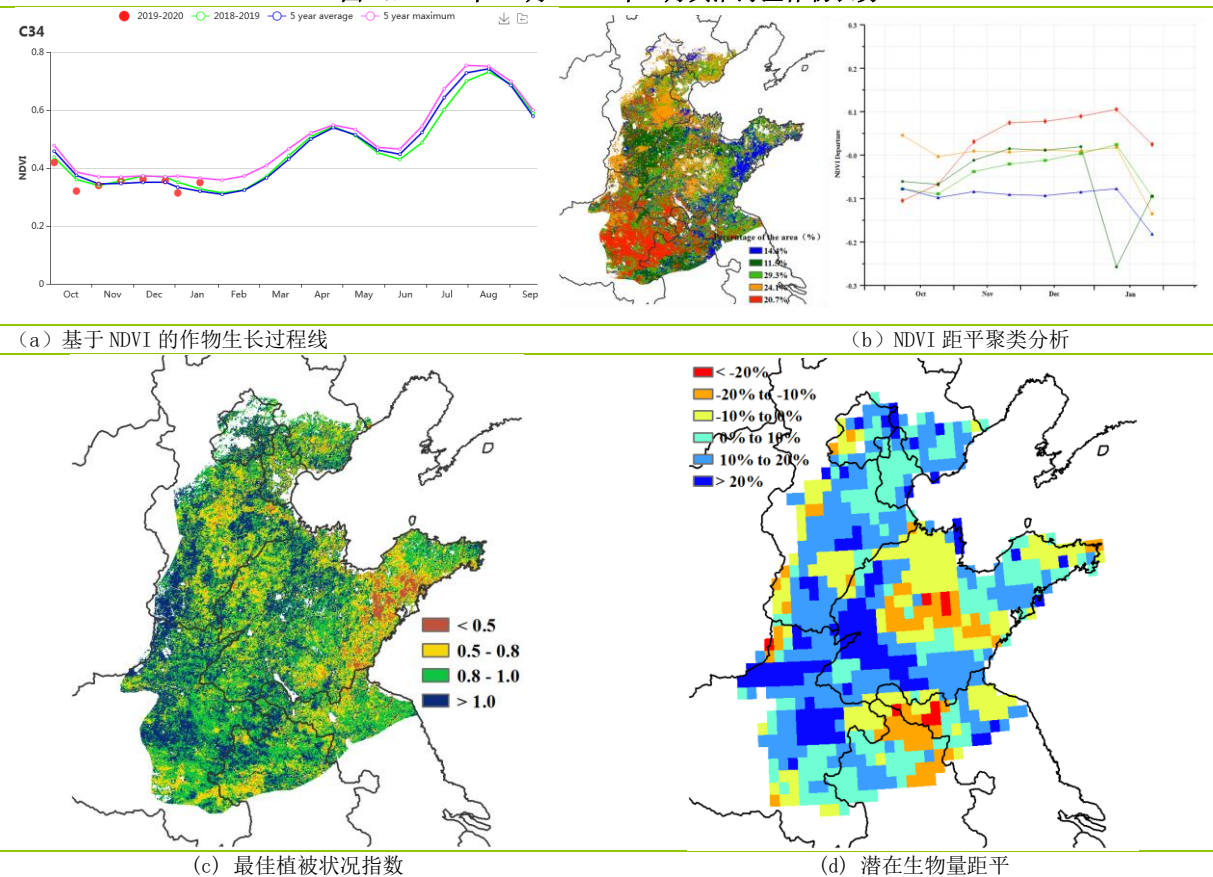 2019-2020 2018-2019 5 year average 5 year maximum
C34
NDVI
0.8
0.6
0.4
0.2
0
Oct Nov Dec Jan Feb Mar Apr May Jun Jul Aug Sep
Percentage of the area (%)
14.4%
11.5%
29.3%
24.1%
20.7%
NDVI Departure
0.3
0.2
0.1
-0.0
-0.1
-0.2
-0.3
Oct Nov Dec Jan
(a)基于 NDVI 的作物生长过程线
(b)NDVI 距平聚类分析
< 0.5
0.5 - 0.8
0.8 - 1.0
> 1.0
< -20%
-20% to -10%
-10% to 0%
0% to 10%
10% to 20%
> 20%
(c) 最佳植被状况指数
(d) 潜在生物量距平